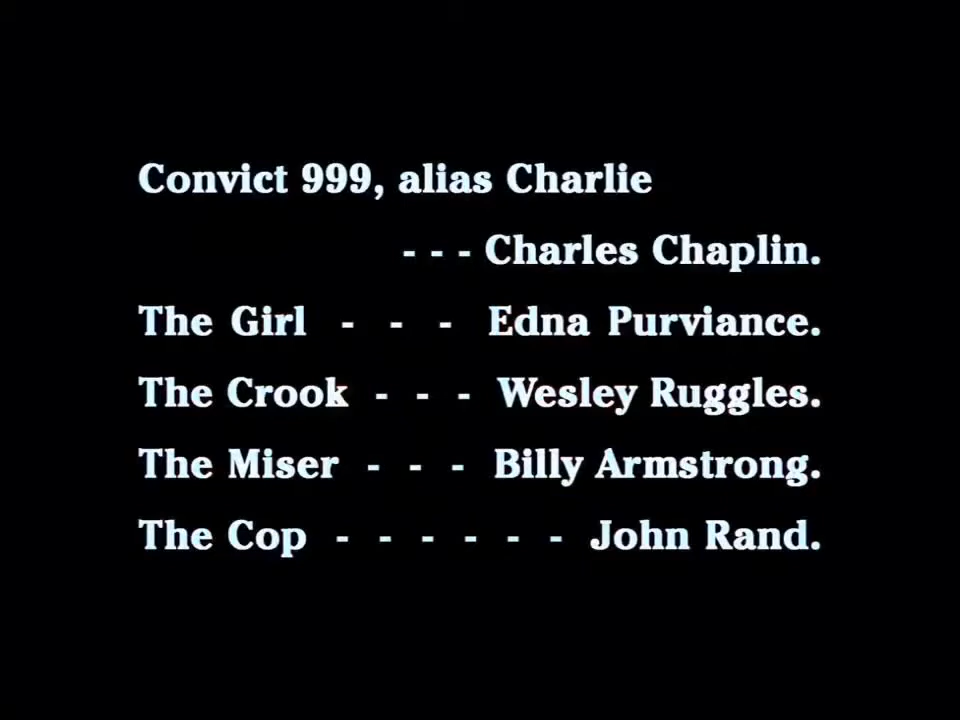 Convict 999, alias Charlie
- - - Charles Chaplin.
The Girl - - - Edna Purviance.
The Crook - - - Wesley Ruggles.
The Miser - - - Billy Armstrong.
The Cop - - - - - - John Rand.